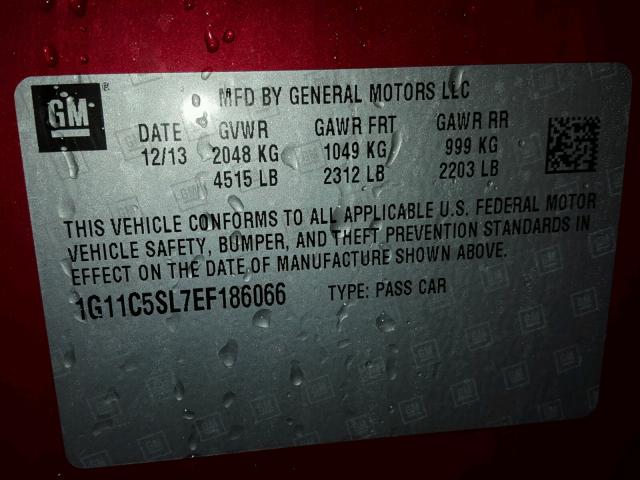 GM ® MFD BY GENERAL MOTORS LLC
DATE GVWR GAWR FRT GAWR RR
12/13 2048 KG 1049 KG 999 KG
4515 LB 2312 LB 2203 LB
THIS VEHICLE CONFORMS TO ALL APPLICABLE U.S. FEDERAL MOTOR
VEHICLE SAFETY, BUMPER, AND THEFT PREVENTION STANDARDS IN
EFFECT ON THE DATE OF MANUFACTURE SHOWN ABOVE.
1G11C5SL7EF186066 TYPE: PASS CAR